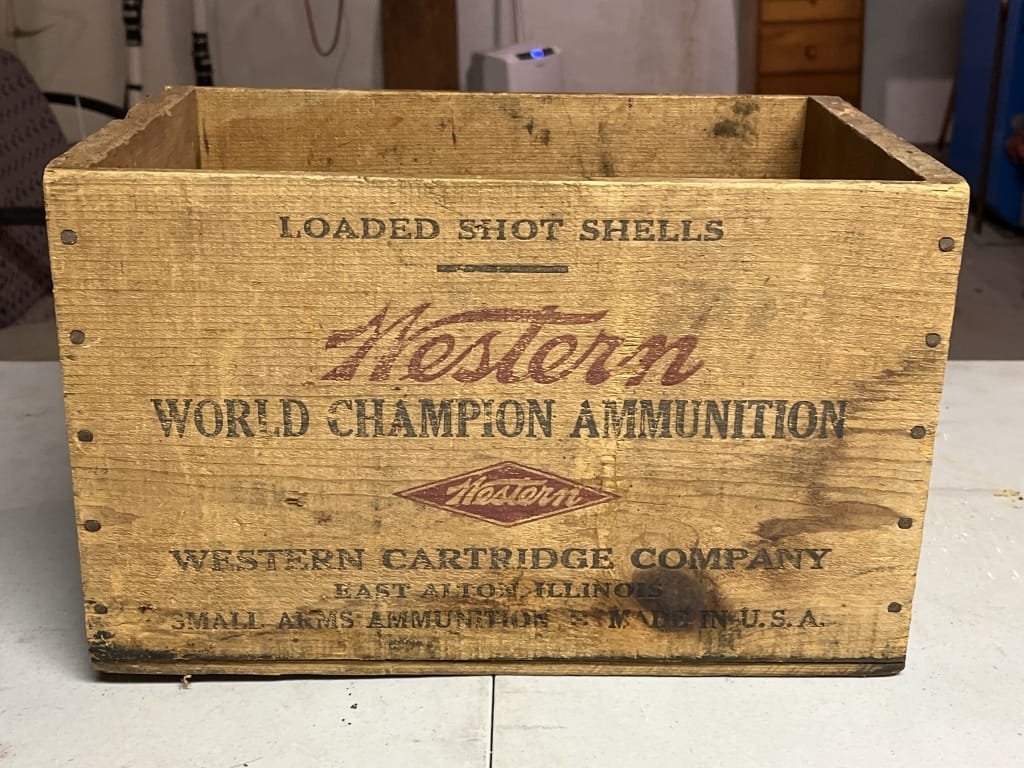 LOADED SHOT SHELLS
Western
WORLD CHAMPION AMMUNITION
Western
WESTERN CARTRIDGE COMPANY
EAST ALTON, ILLINOIS
SMALL ARMS AMMUNITION MADE IN U.S.A.